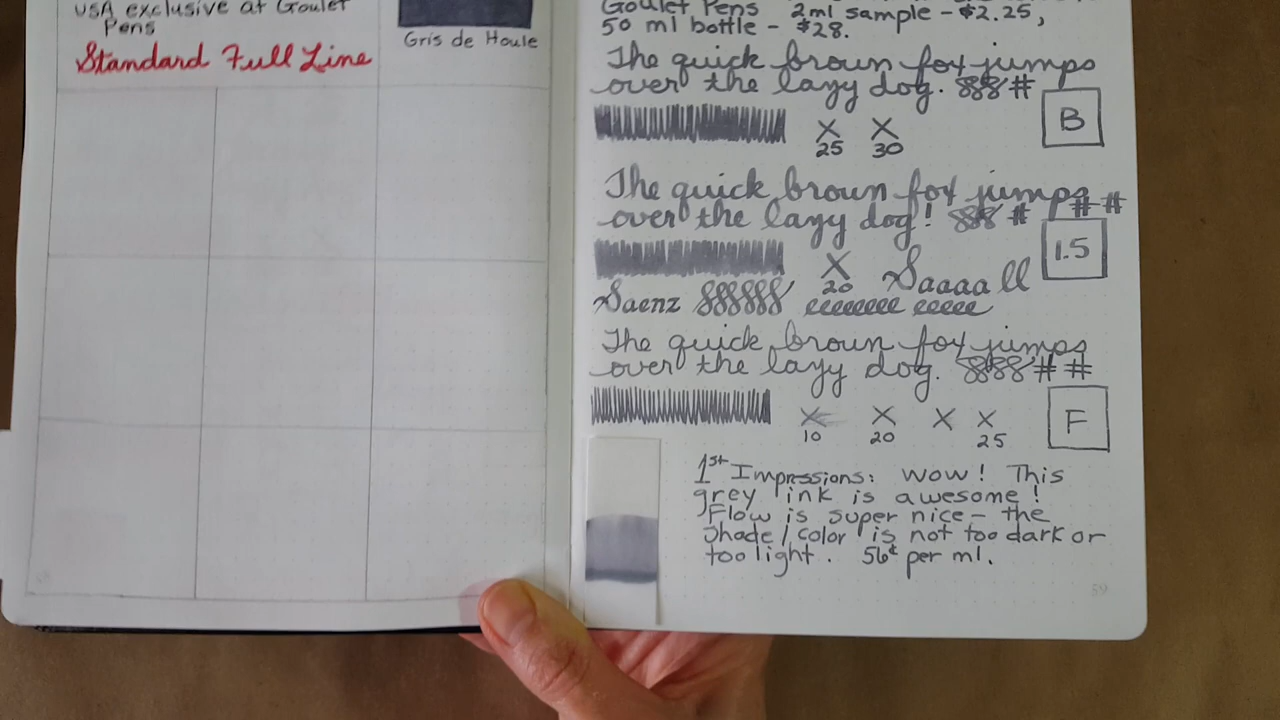 USA exclusive at Goulet
Pens
Standard Full Line
Gris de Houle
Goulet Pens 2ml sample - $2.25,
50 ml bottle - $28.
The quick brown fox jumps
over the lazy dog. 888 #
B
X X
25 30
The quick brown fox jumps
over the lazy dog! 888 # # #
1.5
X
20
Saaaall
Saenz 888888 eeeeeeeee eeeee
The quick brown fox jumps
over the lazy dog. 8888 # #
F
X X X X
10 20 25
1st Impressions: WOW! This
grey ink is awesome!
Flow is super nice - the
Shade/color is not too dark or
too light. 56¢ per ml.
59